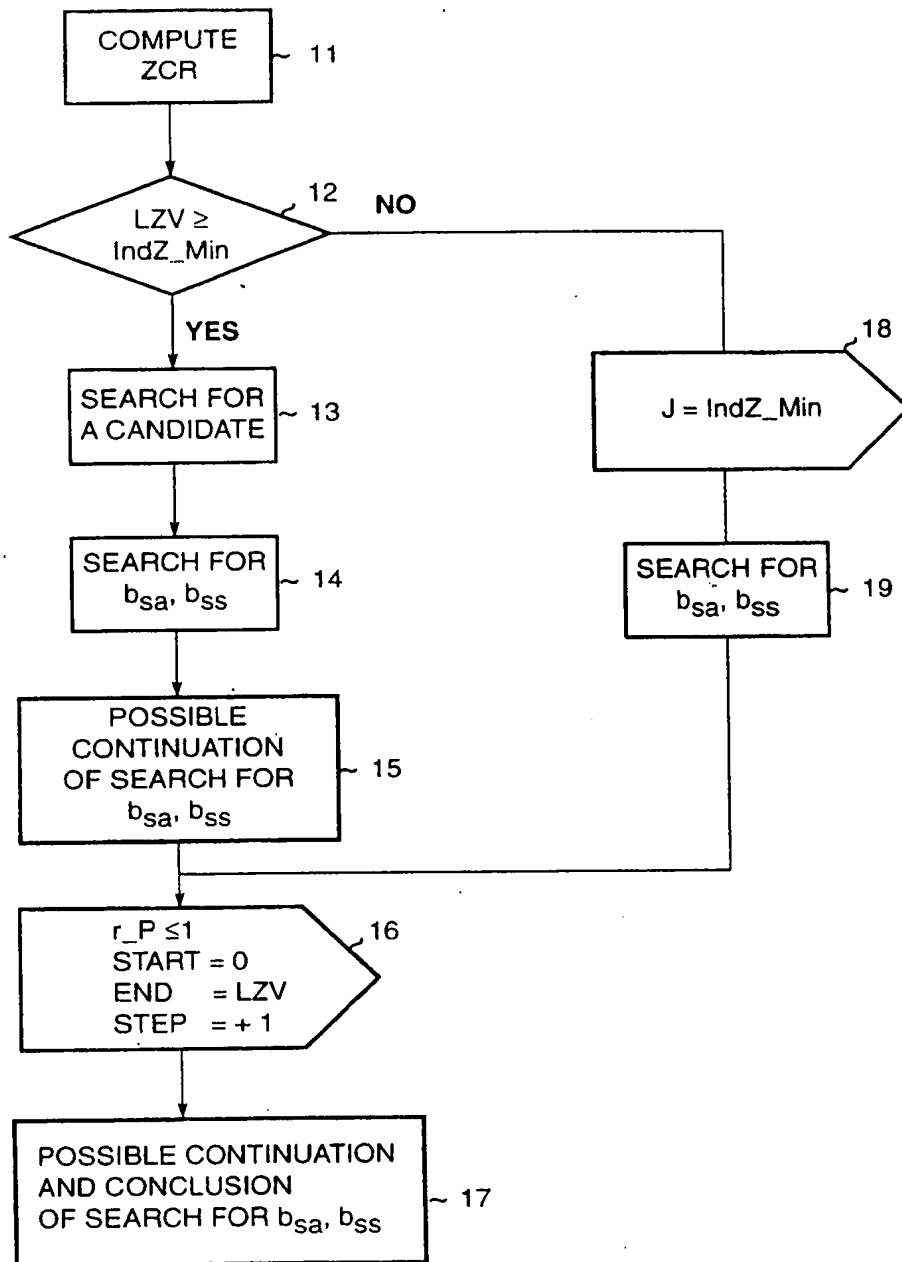 COMPUTE
ZCR
~ 11
12
LZV ≥
IndZ_Min
NO
YES
SEARCH FOR
A CANDIDATE
~ 13
18
J = IndZ_Min
SEARCH FOR
bsa, bss
~ 14
SEARCH FOR
bsa, bss
~ 19
POSSIBLE
CONTINUATION
OF SEARCH FOR
bsa, bss
~ 15
16
r_P ≤1
START = 0
END = LZV
STEP = + 1
POSSIBLE CONTINUATION
AND CONCLUSION
OF SEARCH FOR bsa, bss
~ 17